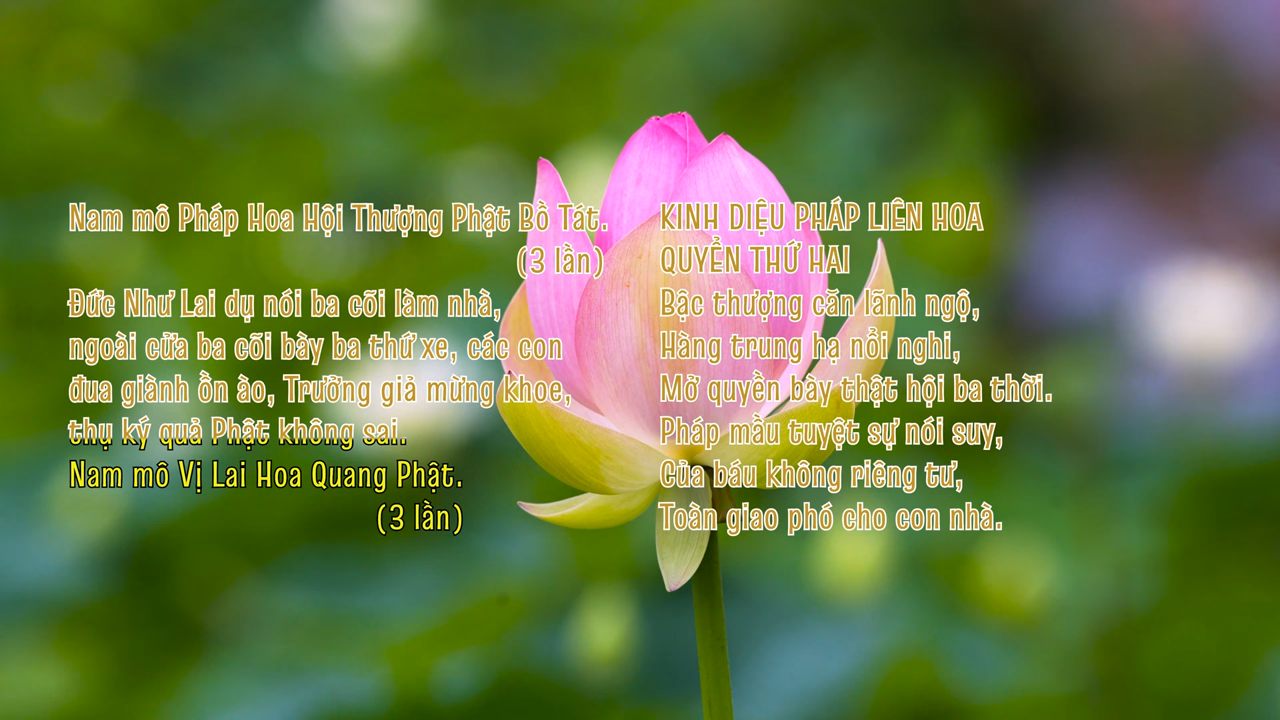 Nam mô Pháp Hoa Hội Thượng Phật Bồ Tát.
(3 lần)
Đức Như Lai dụ nói ba cõi làm nhà,
ngoài cửa ba cõi bày ba thứ xe, các con
đua giành ồn ào, Trưỡng giả mừng khoe,
thụ ký quả Phật không sai.
Nam mô Vị Lai Hoa Quang Phật.
(3 lần)
KINH DIỆU PHÁP LIÊN HOA
QUYỂN THỨ HAI
Bậc thượng căn lãnh ngộ,
Hàng trung hạ nổi nghi,
Mở quyền bày thật hội ba thời.
Pháp mầu tuyệt sự nói suy,
Của báu không riêng tư,
Toàn giao phó cho con nhà.